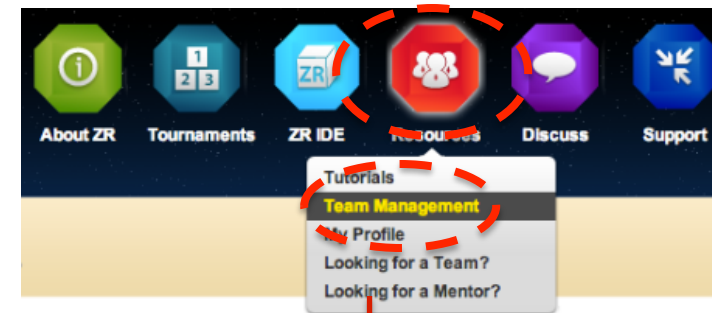 1
2 3
ZR
About ZR Tournaments ZR IDE Resources Discuss Support
Tutorials
Team Management
My Profile
Looking for a Team?
Looking for a Mentor?